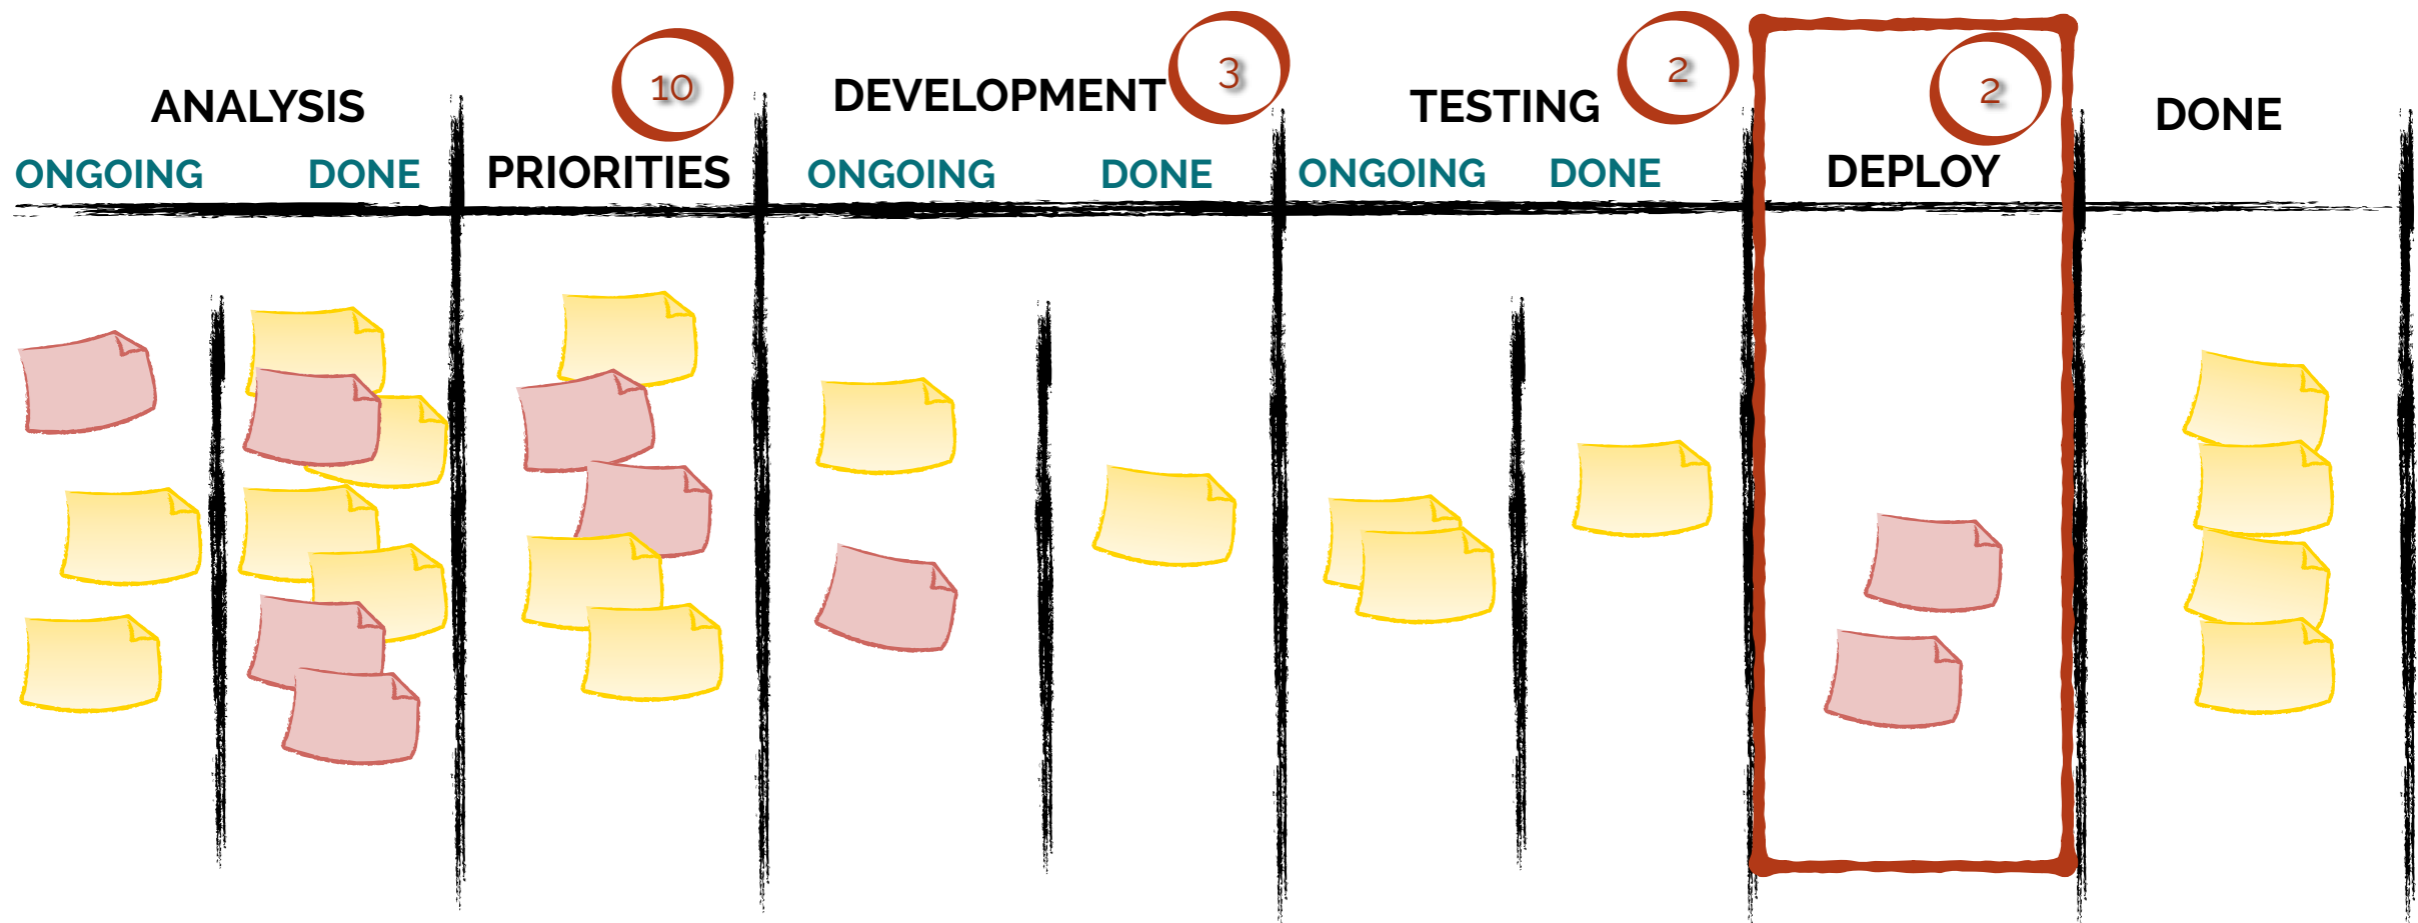 ANALYSIS
ONGOING
DONE
10
PRIORITIES
DEVELOPMENT
3
ONGOING
DONE
TESTING
2
ONGOING
DONE
2
DEPLOY
DONE